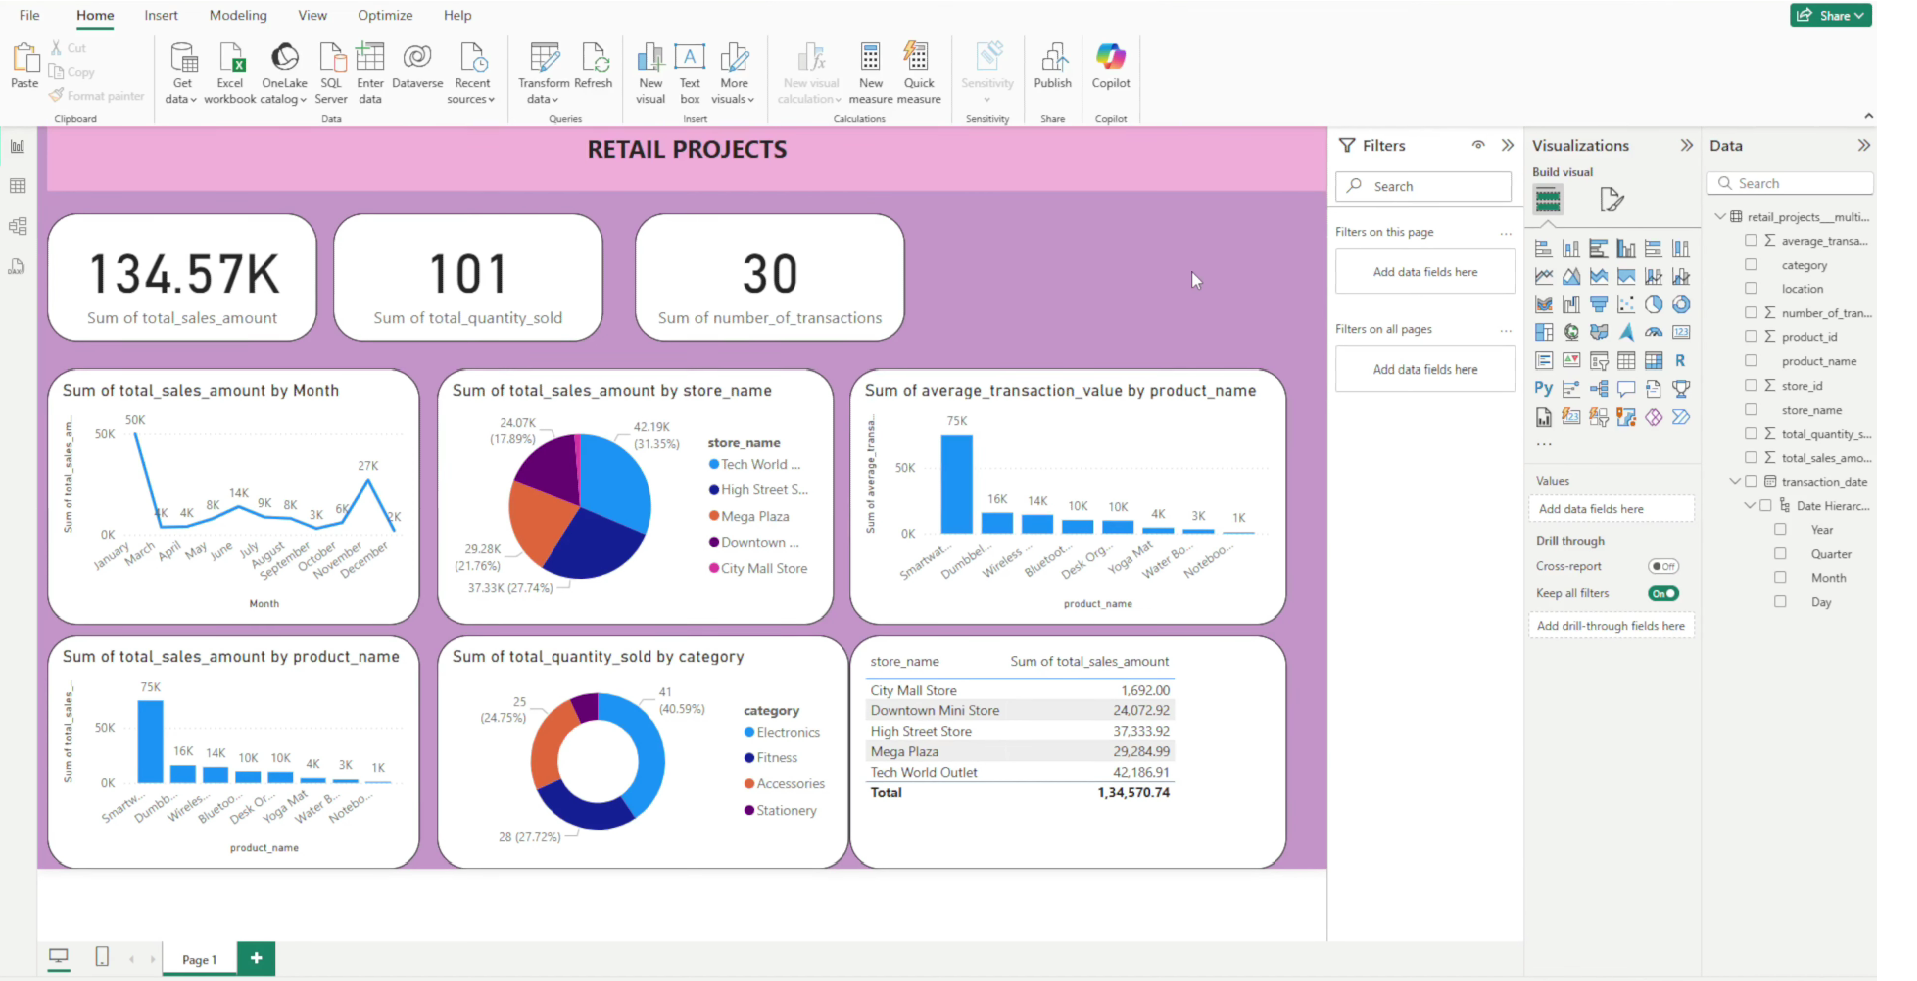 File Home Insert Modeling View Optimize Help
Share
Paste
Cut
Copy
Format painter
Clipboard
Get data
Excel workbook
OneLake catalog
SQL Server
Enter data
Dataverse
Recent sources
Data
Transform data
Refresh
Queries
New visual
Text box
More visuals
Insert
New visual calculation
New measure
Quick measure
Calculations
Sensitivity
Sensitivity
Publish
Share
Copilot
Copilot
RETAIL PROJECTS
134.57K
Sum of total_sales_amount
101
Sum of total_quantity_sold
30
Sum of number_of_transactions
Sum of total_sales_amount by Month
Sum of total_sales_am...
50K
0K
50K
4K
4K
8K
14K
9K
8K
3K
6K
27K
2K
January
March
April
May
June
July
August
September
October
November
December
Month
Sum of total_sales_amount by store_name
24.07K
(17.89%)
42.19K
(31.35%)
29.28K
(21.76%)
37.33K (27.74%)
store_name
Tech World ...
High Street S...
Mega Plaza
Downtown ...
City Mall Store
Sum of average_transaction_value by product_name
Sum of average_transa...
50K
0K
75K
16K
14K
10K
10K
4K
3K
1K
Smartwat...
Dumbbel...
Wireless ...
Bluetoot...
Desk Org...
Yoga Mat
Water Bo...
Noteboo...
product_name
Sum of total_sales_amount by product_name
Sum of total_sales_...
50K
0K
75K
16K
14K
10K
10K
4K
3K
1K
Smartw...
Dumbb...
Wireles...
Bluetoo...
Desk Or...
Yoga Mat
Water B...
Notebo...
product_name
Sum of total_quantity_sold by category
25
(24.75%)
41
(40.59%)
28 (27.72%)
category
Electronics
Fitness
Accessories
Stationery
store_name Sum of total_sales_amount
City Mall Store 1,692.00
Downtown Mini Store 24,072.92
High Street Store 37,333.92
Mega Plaza 29,284.99
Tech World Outlet 42,186.91
Total 1,34,570.74
Filters
Search
Filters on this page ...
Add data fields here
Filters on all pages ...
Add data fields here
Visualizations
Build visual
123
R
Py
123
...
Values
Add data fields here
Drill through
Cross-report Off
Keep all filters On
Add drill-through fields here
Data
Search
retail_projects___multi...
Σ average_transa...
category
location
Σ number_of_tran...
Σ product_id
product_name
Σ store_id
store_name
Σ total_quantity_s...
Σ total_sales_amo...
transaction_date
Date Hierarc...
Year
Quarter
Month
Day
Page 1
+